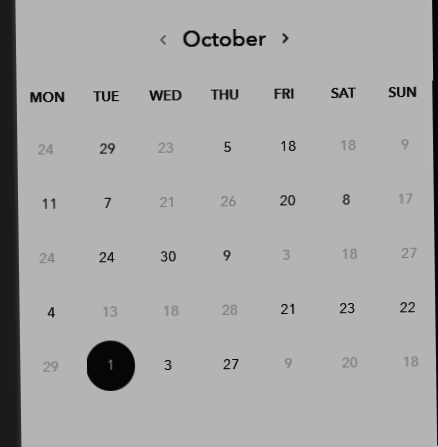 ‹ October ›
MON TUE WED THU FRI SAT SUN
24 29 23 5 18 18 9
11 7 21 26 20 8 17
24 24 30 9 3 18 27
4 13 18 28 21 23 22
29 1 3 27 9 20 18